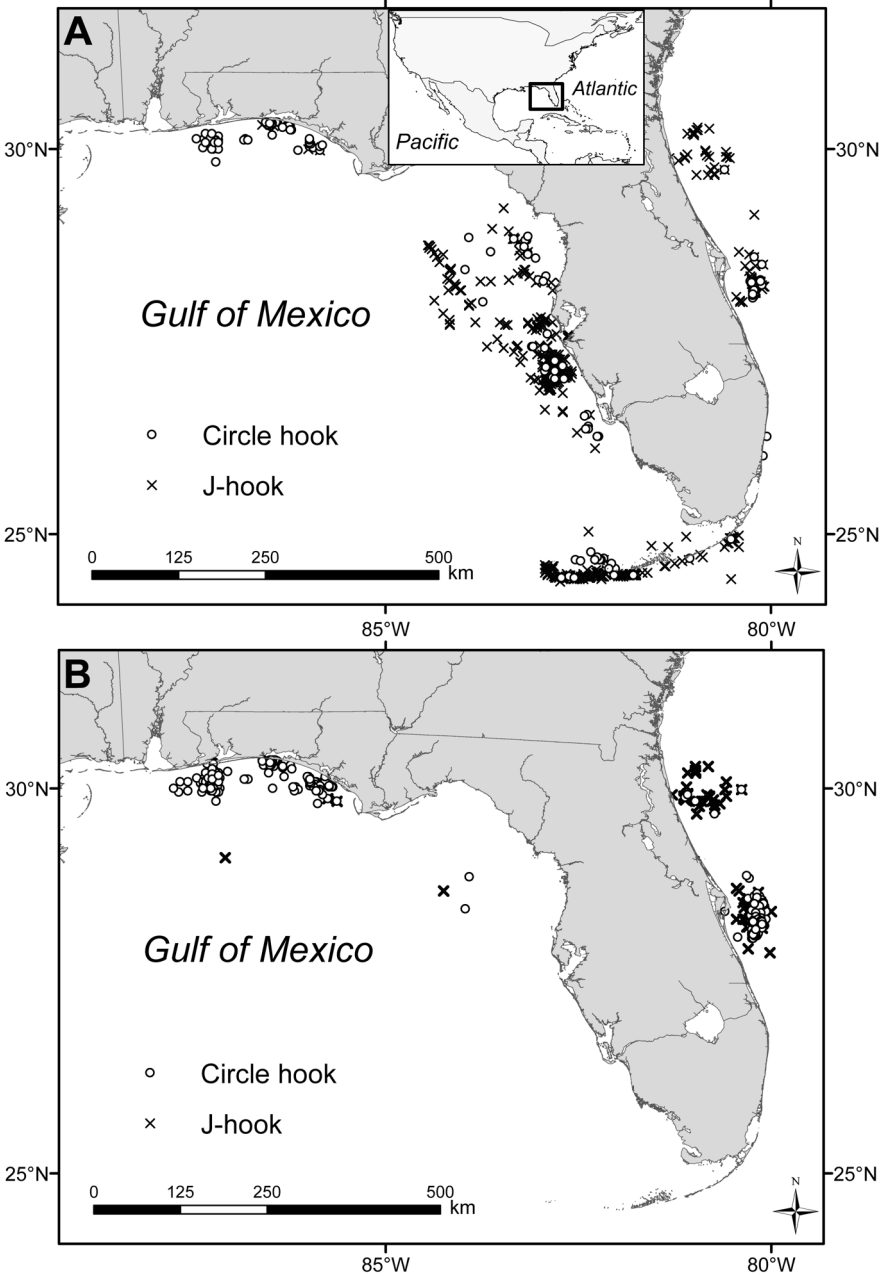 A
Atlantic
Pacific
30°N
30°N
Gulf of Mexico
Circle hook
J-hook
25°N
25°N
0 125 250 500
km
N
85°W
80°W
B
30°N
30°N
Gulf of Mexico
Circle hook
J-hook
25°N
25°N
0 125 250 500
km
N
85°W
80°W